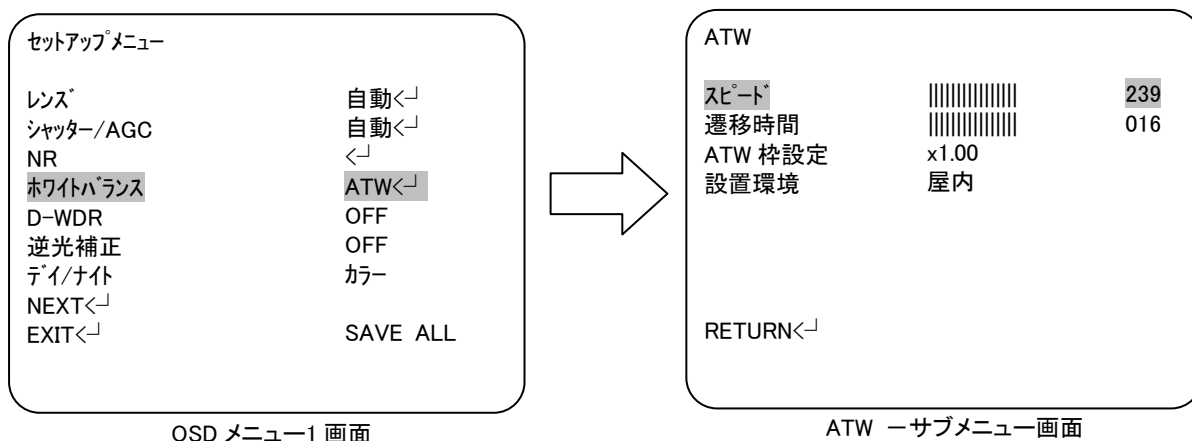 セットアップメニュー
レンズ 自動<┘
シャッター/AGC 自動<┘
NR <┘
ホワイトバランス ATW<┘
D-WDR OFF
逆光補正 OFF
デイ/ナイト カラー
NEXT<┘
EXIT<┘ SAVE ALL
OSD メニュー1 画面
ATW
スピード ||||||||||||||| 239
遷移時間 ||||||||||||||| 016
ATW 枠設定 x1.00
設置環境 屋内
RETURN<┘
ATW －サブメニュー画面